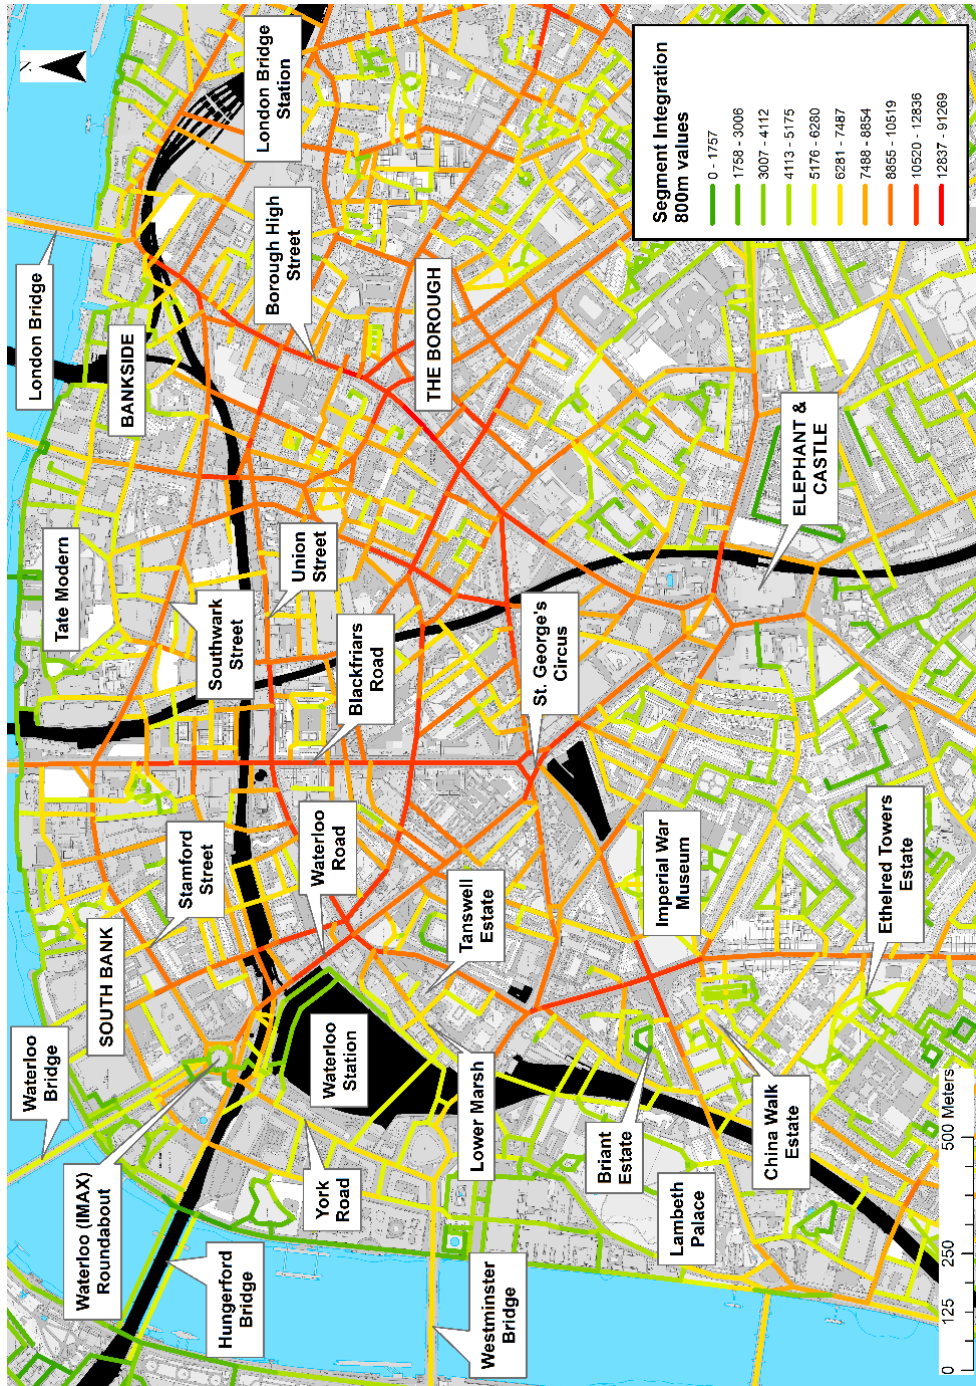 Waterloo
Bridge
London Bridge
N
Tate Modern
Waterloo (IMAX)
Roundabout
SOUTH BANK
BANKSIDE
Stamford
Street
Southwark
Street
Hungerford
Bridge
London Bridge
Station
Borough High
Street
Union
Street
York
Road
Waterloo
Station
Waterloo
Road
Blackfriars
Road
THE BOROUGH
Westminster
Bridge
Lower Marsh
Tanswell
Estate
St. George's
Circus
Briant
Estate
Lambeth
Palace
Imperial War
Museum
China Walk
Estate
ELEPHANT &
CASTLE
Ethelred Towers
Estate
Segment Integration
800m values
0 - 1757
1758 - 3006
3007 - 4112
4113 - 5175
5176 - 6280
6281 - 7487
7488 - 8854
8855 - 10519
10520 - 12836
12837 - 91269
0 125 250 500 Meters